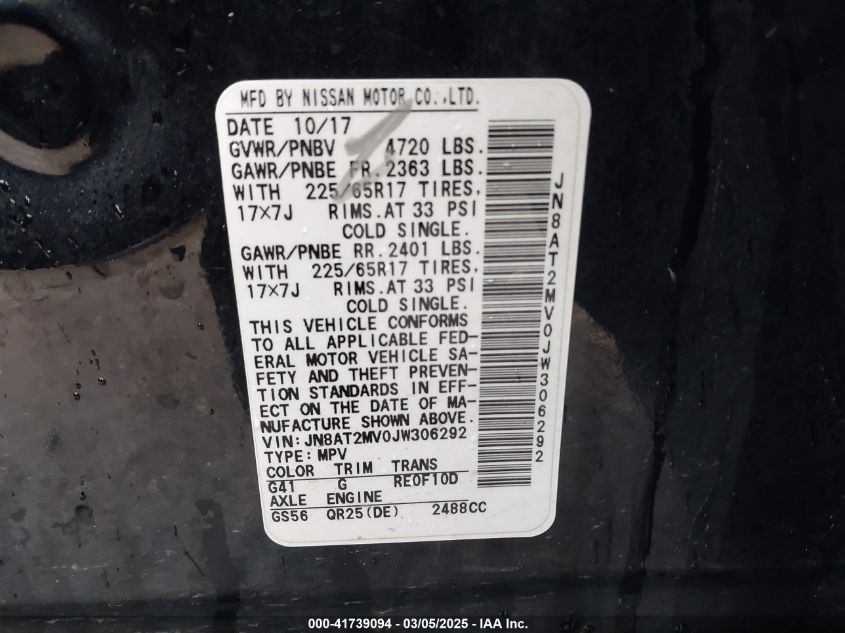 MFD BY NISSAN MOTOR CO.,LTD.
DATE 10/17
GVWR/PNBV 4720 LBS.
GAWR/PNBE FR. 2363 LBS.
WITH 225/65R17 TIRES,
17×7J RIMS.AT 33 PSI
COLD SINGLE.
GAWR/PNBE RR. 2401 LBS.
WITH 225/65R17 TIRES,
17×7J RIMS.AT 33 PSI
COLD SINGLE.
THIS VEHICLE CONFORMS
TO ALL APPLICABLE FED-
ERAL MOTOR VEHICLE SA-
FETY AND THEFT PREVEN-
TION STANDARDS IN EFF-
ECT ON THE DATE OF MA-
NUFACTURE SHOWN ABOVE.
VIN: JN8AT2MV0JW306292
TYPE: MPV
COLOR TRIM TRANS
G41 G RE0F10D
AXLE ENGINE
GS56 QR25(DE) 2488CC
JN8AT2MV0JW306292
000-41739094 — 03/05/2025 — IAA Inc.